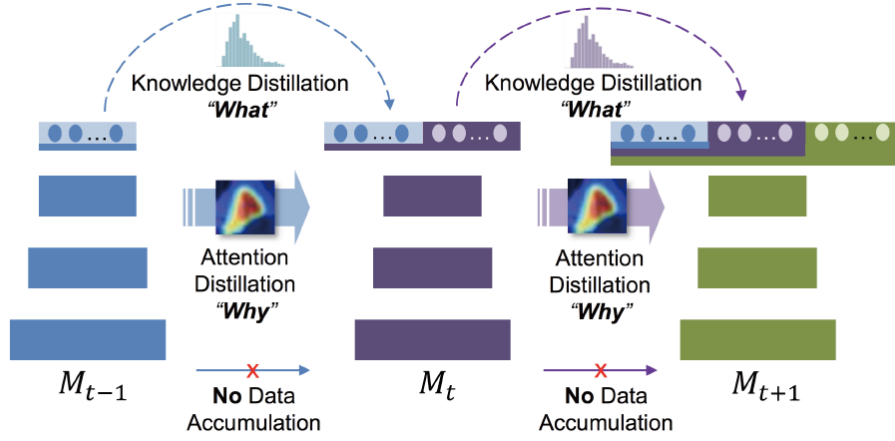 Knowledge Distillation
"What"
Knowledge Distillation
"What"
...
...
...
...
...
...
Attention
Distillation
"Why"
Attention
Distillation
"Why"
M_{t-1}
M_t
M_{t+1}
No Data
Accumulation
No Data
Accumulation